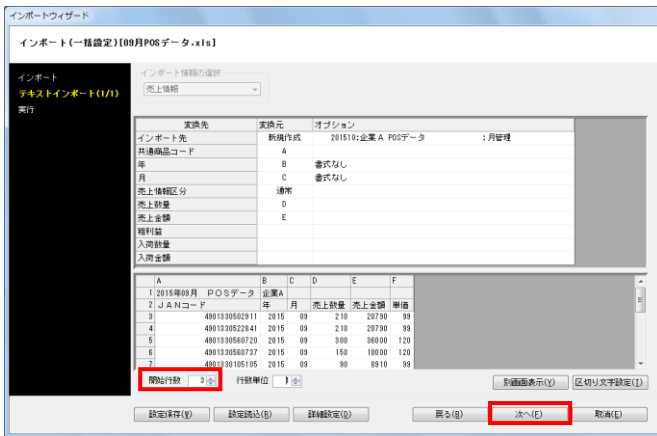 インポートウィザード
インポート(一括設定)[09月POSデータ.xls]
インポート
テキストインポート(1/1)
実行
インポート情報の選択
売上情報
変換先 変換元 オプション
インポート先 新規作成 201510:企業A POSデータ :月管理
共通商品コード A
年 B 書式なし
月 C 書式なし
売上情報区分 通常
売上数量 D
売上金額 E
粗利益
入荷数量
入荷金額
A B C D E F
1 2015年09月 POSデータ 企業A
2 JANコード 年 月 売上数量 売上金額 単価
3 4901330502911 2015 09 210 20790 99
4 4901330522841 2015 09 210 20790 99
5 4901330560720 2015 09 300 36000 120
6 4901330560737 2015 09 150 18000 120
7 4901330105105 2015 09 90 8910 99
開始行数 3 行数単位 1 別画面表示(Y) 区切り文字設定(I)
設定保存(V) 設定読込(R) 詳細設定(D) 戻る(B) 次へ(F) 取消(E)